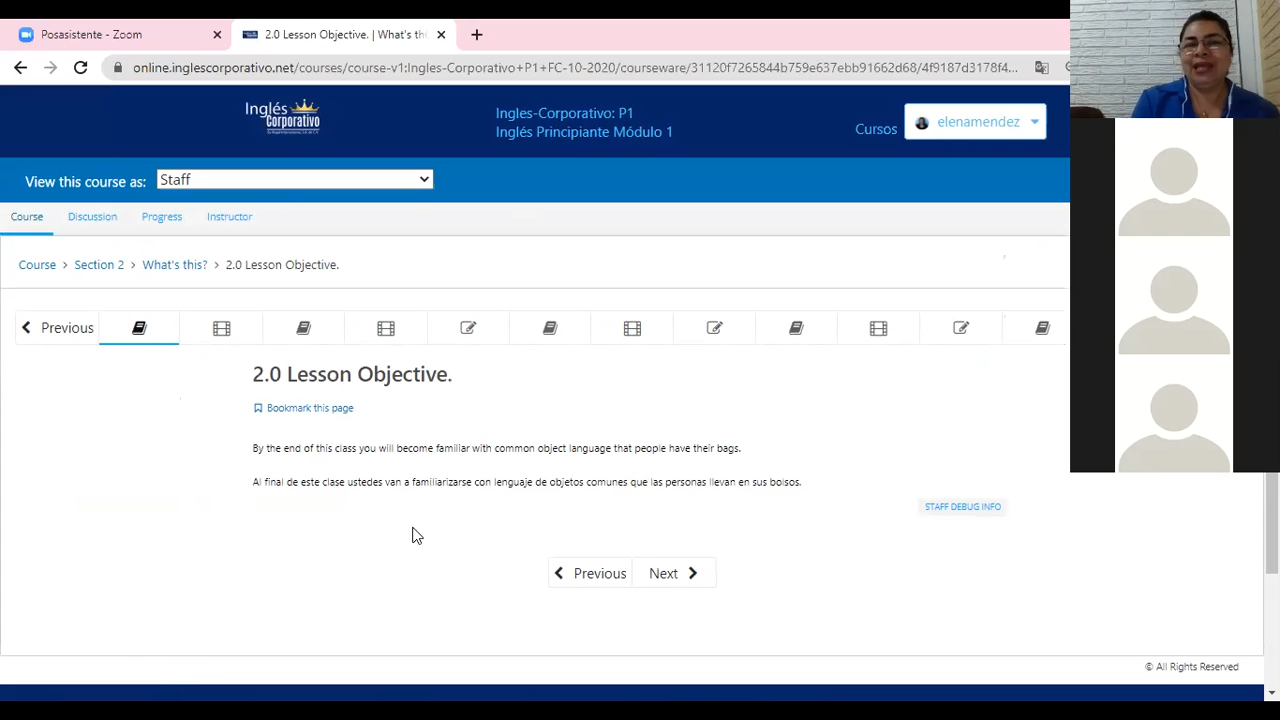 Posasistente - Zoom
2.0 Lesson Objective. | What's thi
online.inglescorporativo.net/courses/course-v1:Ingles-Corporativo+P1+FC-10-2020/courseware/31120f7265844b759e637ebb91662d68/4f9187d3178f4...
Inglés
Corporativo
Ingles-Corporativo: P1
Inglés Principiante Módulo 1
Cursos
elenamendez
View this course as:
Staff
Course
Discussion
Progress
Instructor
Course > Section 2 > What's this? > 2.0 Lesson Objective.
Previous
2.0 Lesson Objective.
Bookmark this page
By the end of this class you will become familiar with common object language that people have their bags.
Al final de este clase ustedes van a familiarizarse con lenguaje de objetos comunes que las personas llevan en sus bolsos.
STAFF DEBUG INFO
Previous
Next
© All Rights Reserved